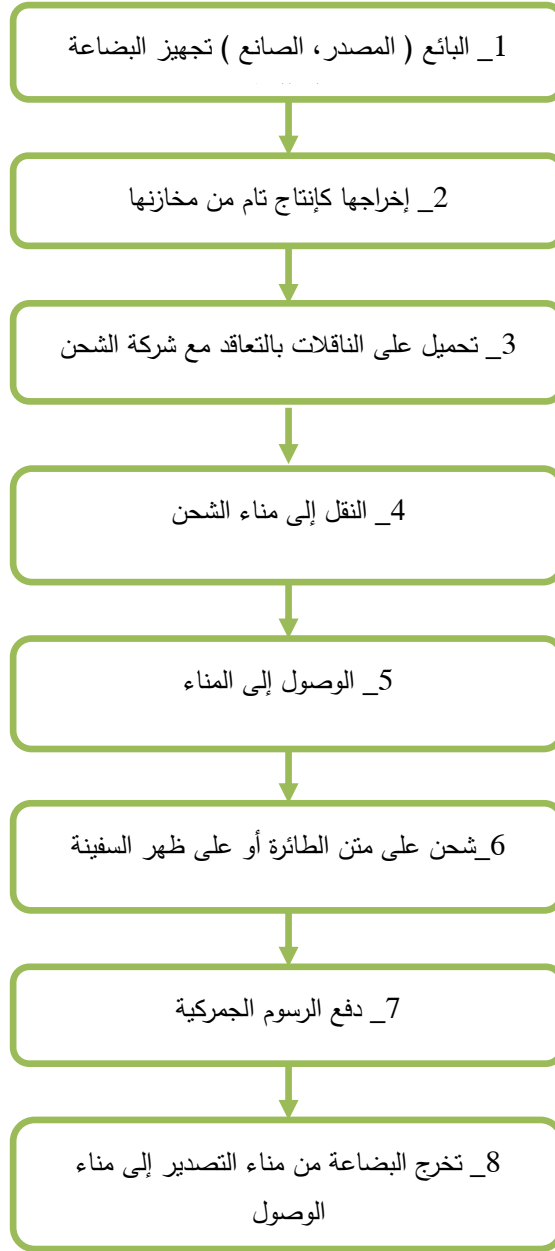 1_ البائع ( المصدر، الصانع ) تجهيز البضاعة
2_ إخراجها كإنتاج تام من مخازنها
3_ تحميل على الناقلات بالتعاقد مع شركة الشحن
4_ النقل إلى مناء الشحن
5_ الوصول إلى المناء
6_شحن على متن الطائرة أو على ظهر السفينة
7_ دفع الرسوم الجمركية
8_ تخرج البضاعة من مناء التصدير إلى مناء
الوصول